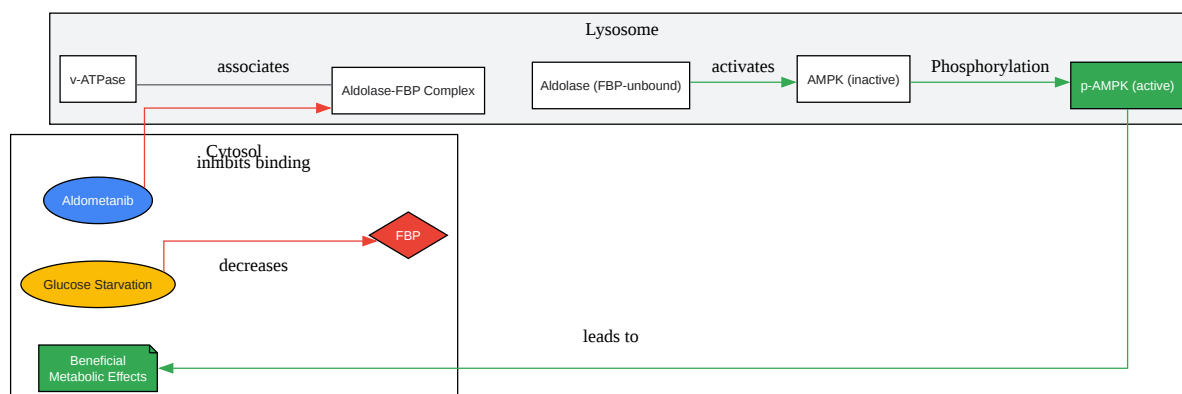 Lysosome
v-ATPase
associates
Aldolase-FBP Complex
Aldolase (FBP-unbound)
activates
AMPK (inactive)
Phosphorylation
p-AMPK (active)
Cytosol
inhibits binding
Aldometanib
FBP
decreases
Glucose Starvation
leads to
Beneficial
Metabolic Effects